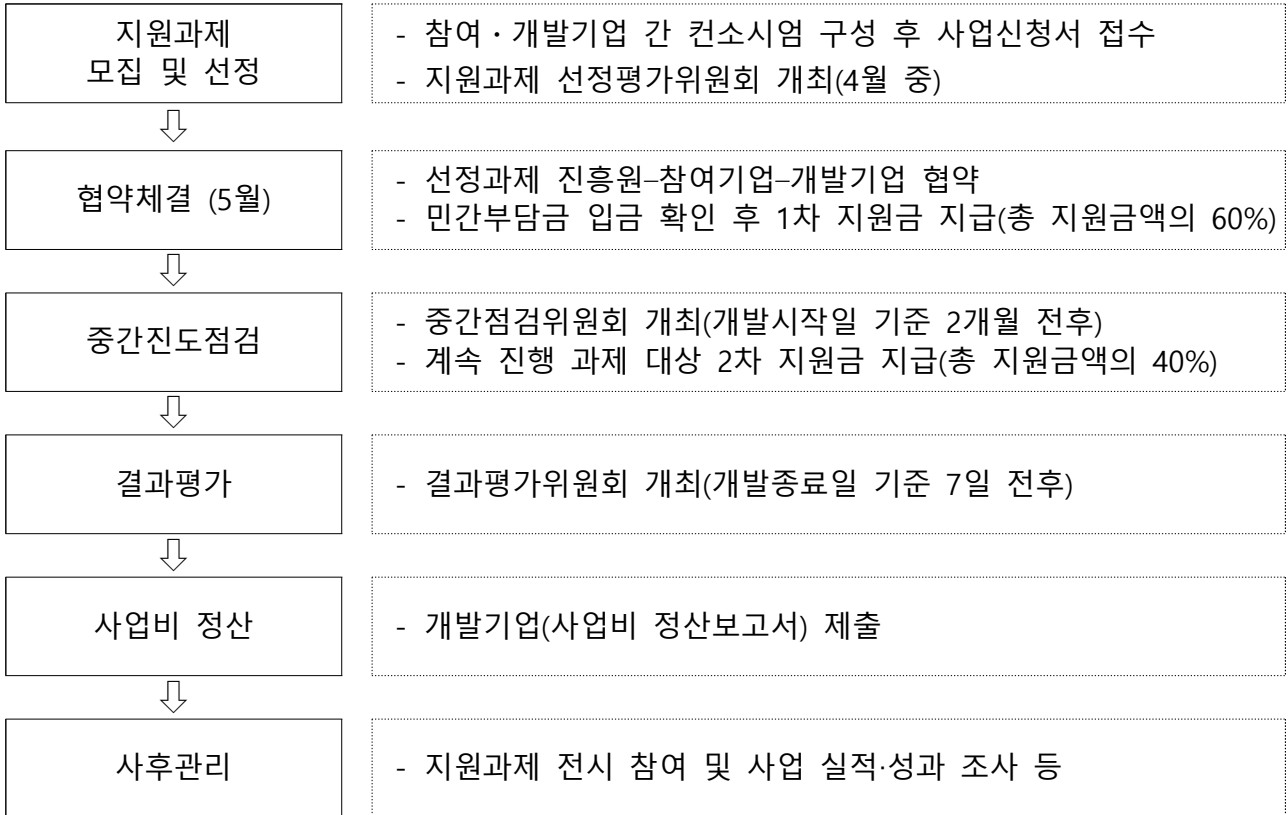 지원과제
모집 및 선정
- 참여·개발기업 간 컨소시엄 구성 후 사업신청서 접수
- 지원과제 선정평가위원회 개최(4월 중)
협약체결 (5월)
- 선정과제 진흥원–참여기업–개발기업 협약
- 민간부담금 입금 확인 후 1차 지원금 지급(총 지원금액의 60%)
중간진도점검
- 중간점검위원회 개최(개발시작일 기준 2개월 전후)
- 계속 진행 과제 대상 2차 지원금 지급(총 지원금액의 40%)
결과평가
- 결과평가위원회 개최(개발종료일 기준 7일 전후)
사업비 정산
- 개발기업(사업비 정산보고서) 제출
사후관리
- 지원과제 전시 참여 및 사업 실적·성과 조사 등